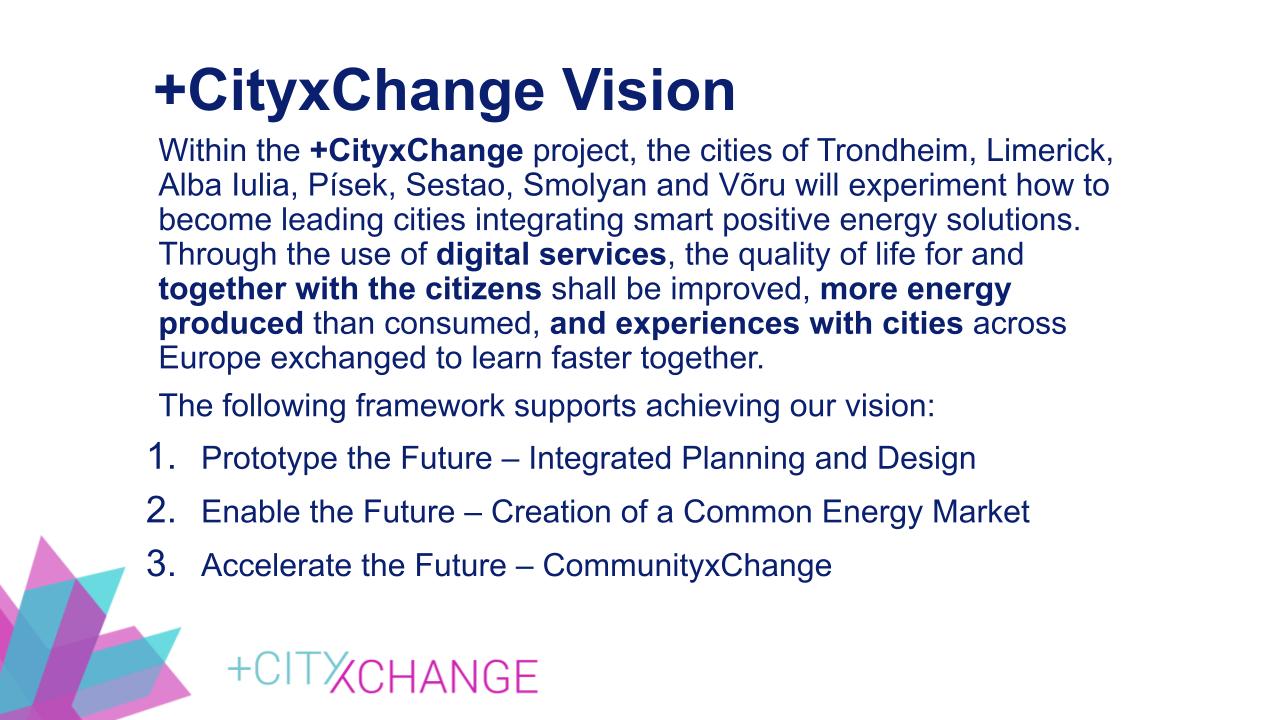 +CityxChange Vision
Within the +CityxChange project, the cities of Trondheim, Limerick,
Alba Iulia, Písek, Sestao, Smolyan and Võru will experiment how to
become leading cities integrating smart positive energy solutions.
Through the use of digital services, the quality of life for and
together with the citizens shall be improved, more energy
produced than consumed, and experiences with cities across
Europe exchanged to learn faster together.
The following framework supports achieving our vision:
1. Prototype the Future – Integrated Planning and Design
2. Enable the Future – Creation of a Common Energy Market
3. Accelerate the Future – CommunityxChange
+CITYXCHANGE